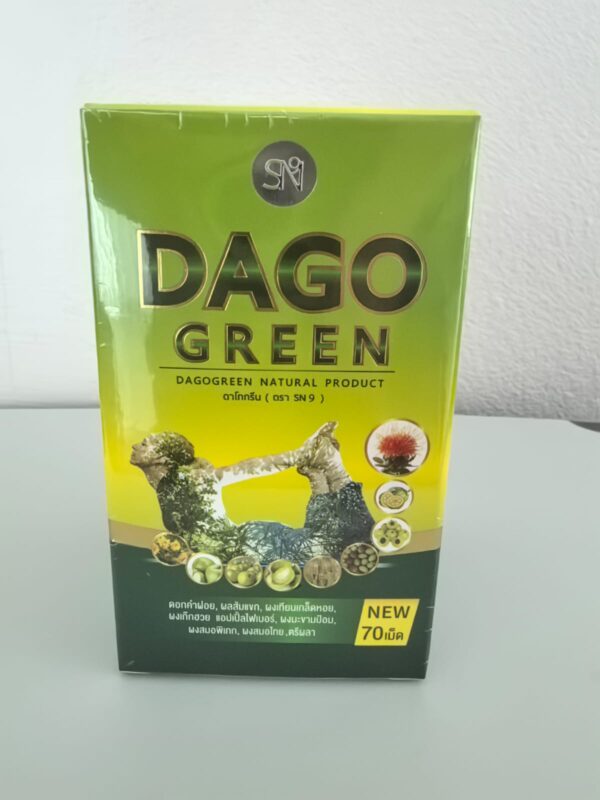 SN9
DAGO
GREEN
DAGOGREEN NATURAL PRODUCT
ดาโกกรีน ( ตรา SN 9 )
ดอกคำฝอย, ผลส้มแขก, ผงเทียนเกล็ดหอย,
ผงเก็กฮวย แอปเปิ้ลไฟเบอร์, ผงมะขามป้อม,
ผงสมอพิเภก, ผงสมอไทย ,ตรีผลา
NEW
70เม็ด